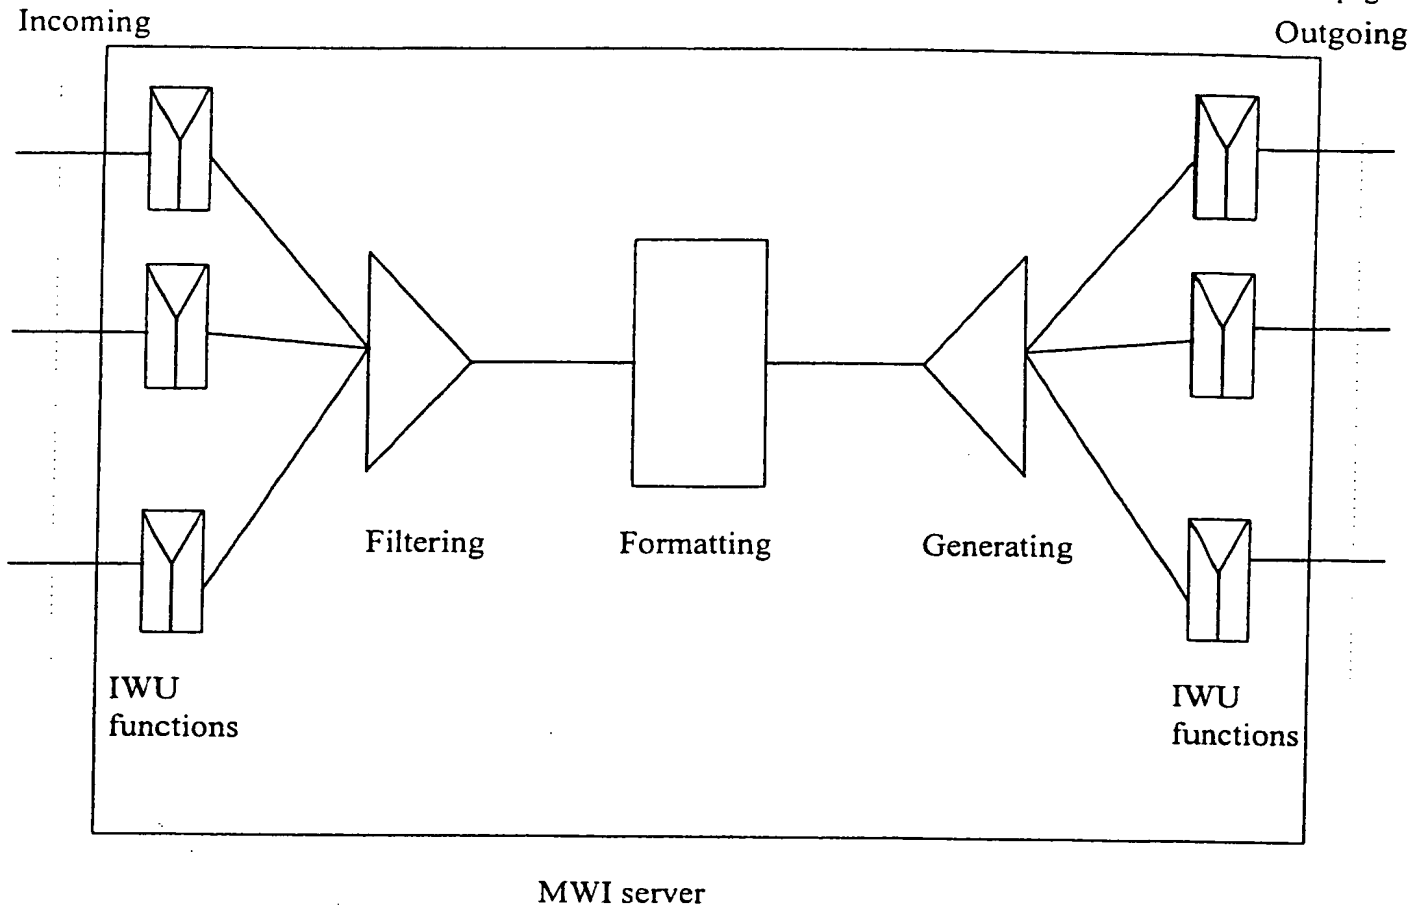 Incoming
Outgoing
Filtering
Formatting
Generating
IWU
functions
IWU
functions
MWI server